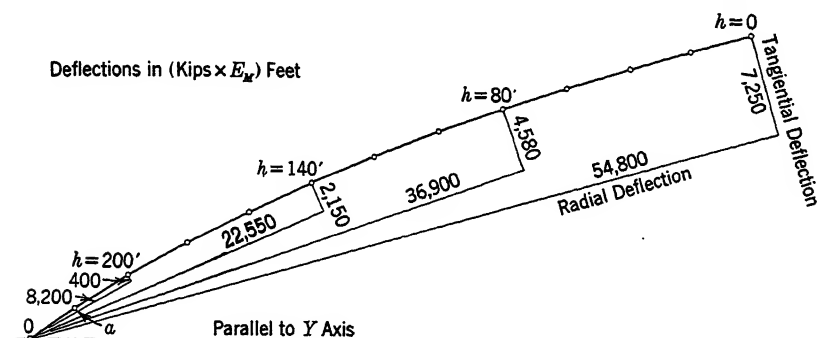 h=0
Deflections in (Kips×E_M) Feet
Tangiential Deflection
7,250
h=80'
4,580
54,800
Radial Deflection
h=140'
2,150
36,900
22,550
h=200'
400
8,200
0
a
Parallel to Y Axis